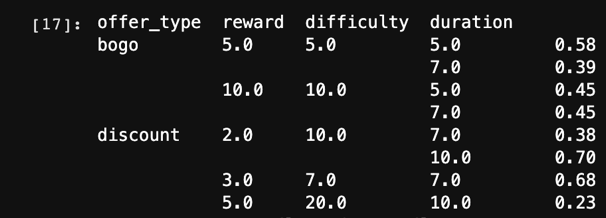 [17]: offer_type reward difficulty duration
bogo 5.0 5.0 5.0 0.58
7.0 0.39
10.0 10.0 5.0 0.45
7.0 0.45
discount 2.0 10.0 7.0 0.38
10.0 0.70
3.0 7.0 7.0 0.68
5.0 20.0 10.0 0.23